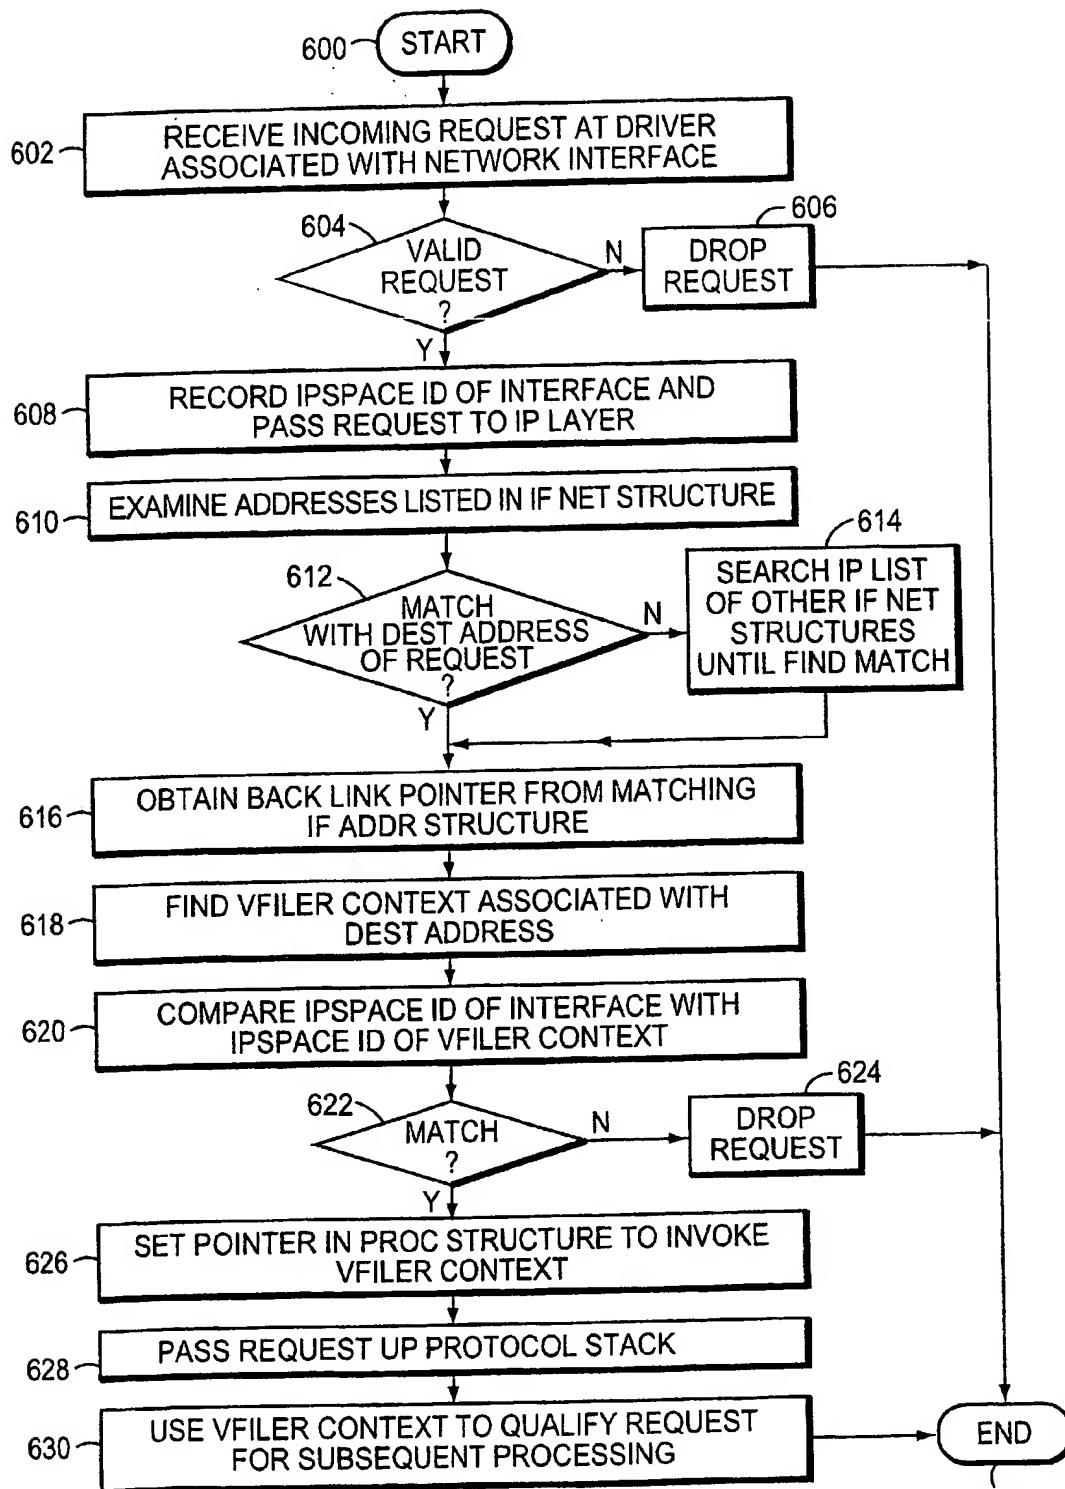 600
START
602
RECEIVE INCOMING REQUEST AT DRIVER
ASSOCIATED WITH NETWORK INTERFACE
604
VALID
REQUEST
?
N
606
DROP
REQUEST
Y
608
RECORD IPSPACE ID OF INTERFACE AND
PASS REQUEST TO IP LAYER
610
EXAMINE ADDRESSES LISTED IN IF NET STRUCTURE
612
MATCH
WITH DEST ADDRESS
OF REQUEST
?
N
614
SEARCH IP LIST
OF OTHER IF NET
STRUCTURES
UNTIL FIND MATCH
Y
616
OBTAIN BACK LINK POINTER FROM MATCHING
IF ADDR STRUCTURE
618
FIND VFILER CONTEXT ASSOCIATED WITH
DEST ADDRESS
620
COMPARE IPSPACE ID OF INTERFACE WITH
IPSPACE ID OF VFILER CONTEXT
622
MATCH
?
N
624
DROP
REQUEST
Y
626
SET POINTER IN PROC STRUCTURE TO INVOKE
VFILER CONTEXT
628
PASS REQUEST UP PROTOCOL STACK
630
USE VFILER CONTEXT TO QUALIFY REQUEST
FOR SUBSEQUENT PROCESSING
END